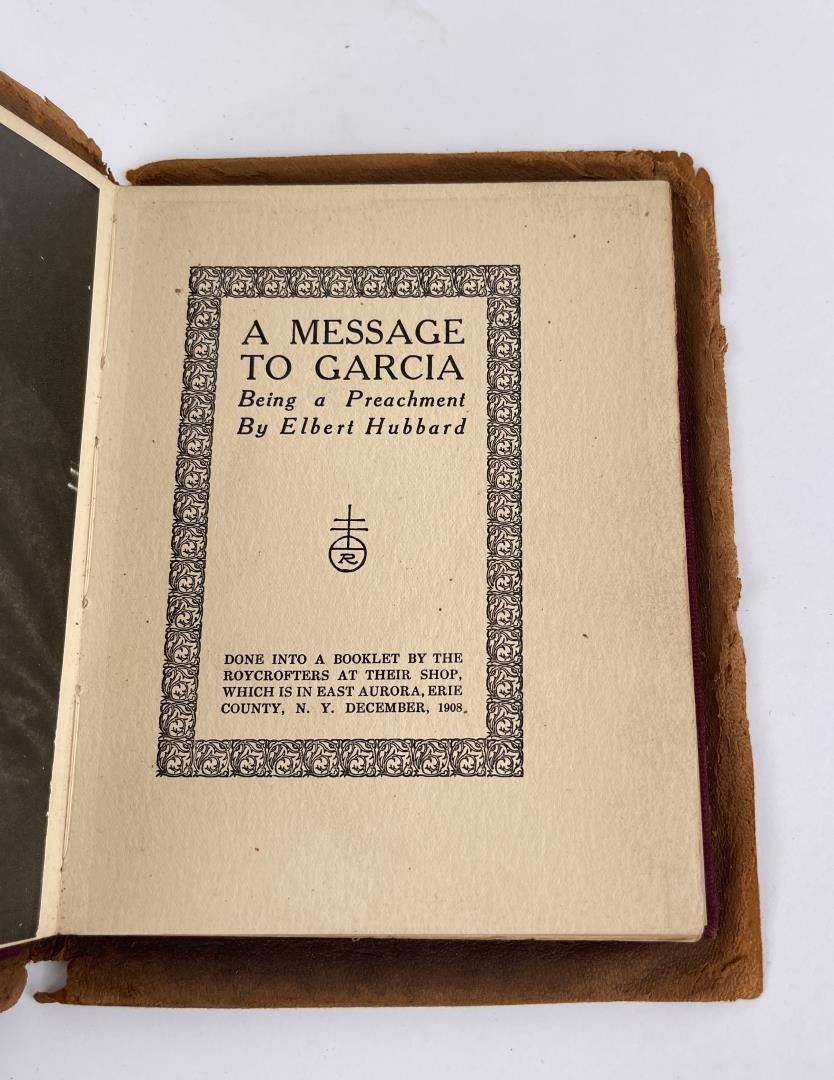 A MESSAGE
TO GARCIA
Being a Preachment
By Elbert Hubbard
R
DONE INTO A BOOKLET BY THE
ROYCROFTERS AT THEIR SHOP,
WHICH IS IN EAST AURORA, ERIE
COUNTY, N. Y. DECEMBER, 1908.